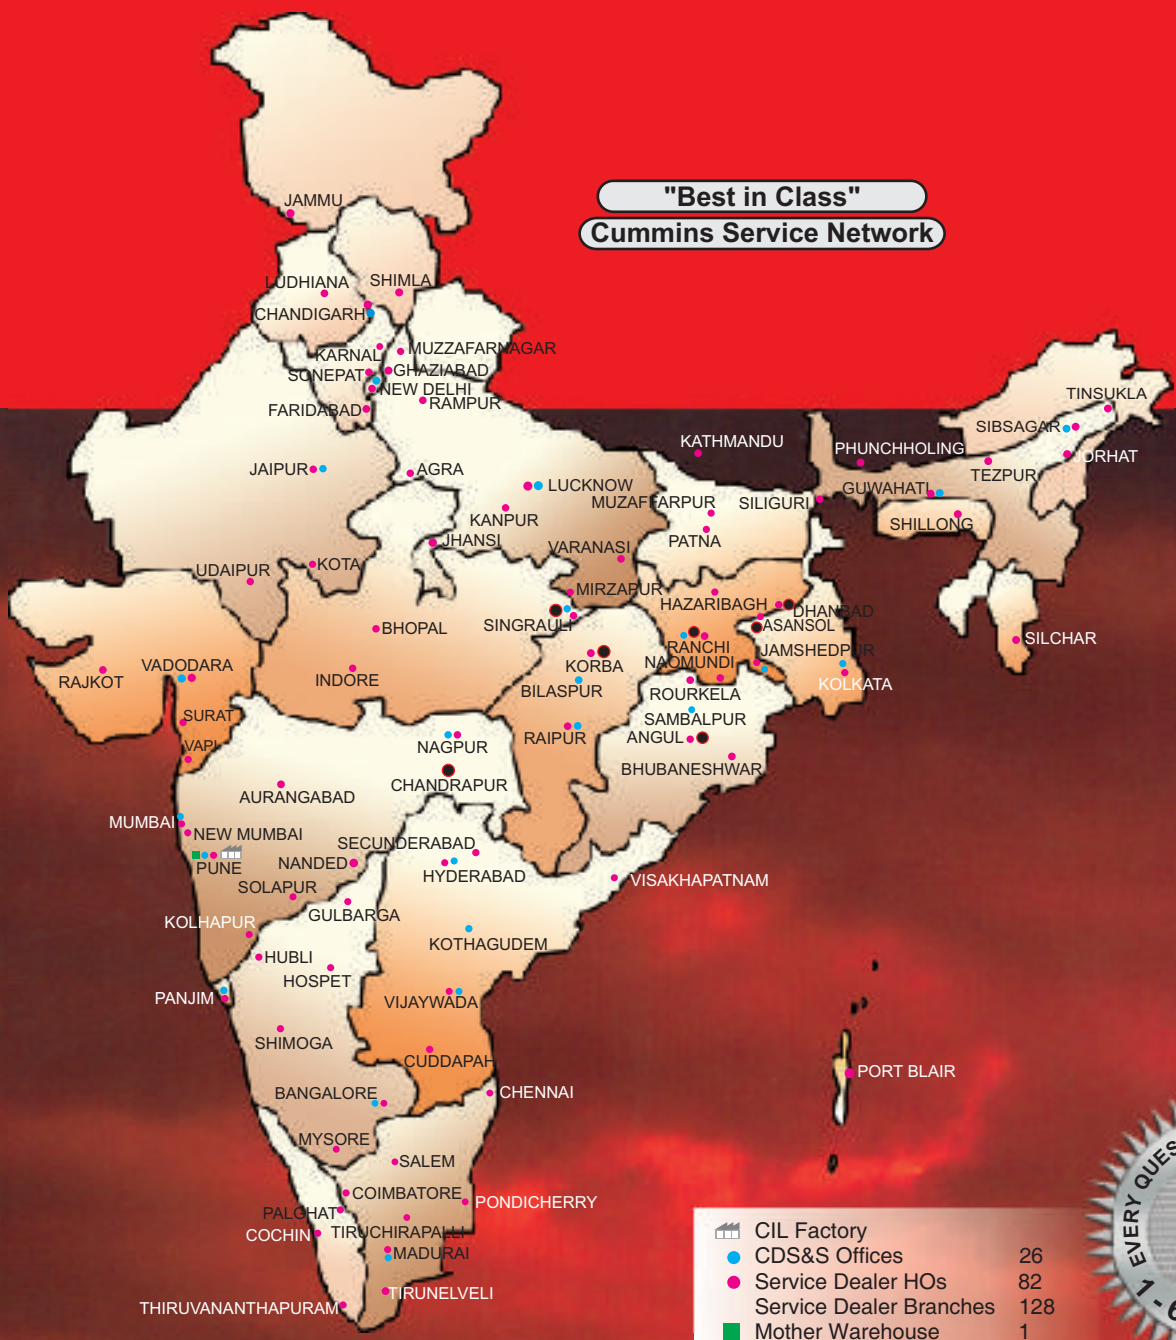 "Best in Class"
Cummins Service Network
JAMMU
LUDHIANA
SHIMLA
CHANDIGARH
KARNAL
MUZZAFARNAGAR
SONEPAT
GHAZIABAD
NEW DELHI
FARIDABAD
RAMPUR
TINSUKLA
SIBSAGAR
KATHMANDU
PHUNCHHOLING
JORHAT
JAIPUR
AGRA
TEZPUR
LUCKNOW
GUWAHATI
MUZAFFARPUR
SILIGURI
KANPUR
SHILLONG
JHANSI
PATNA
VARANASI
KOTA
UDAIPUR
MIRZAPUR
HAZARIBAGH
DHANBAD
SINGRAULI
ASANSOL
BHOPAL
SILCHAR
RANCHI
JAMSHEDPUR
NAOMUNDI
VADODARA
KORBA
RAJKOT
INDORE
KOLKATA
BILASPUR
ROURKELA
SURAT
SAMBALPUR
RAIPUR
ANGUL
VAPI
NAGPUR
BHUBANESHWAR
CHANDRAPUR
AURANGABAD
MUMBAI
NEW MUMBAI
SECUNDERABAD
NANDED
PUNE
HYDERABAD
VISAKHAPATNAM
SOLAPUR
GULBARGA
KOLHAPUR
KOTHAGUDEM
HUBLI
HOSPET
PANJIM
VIJAYWADA
SHIMOGA
CUDDAPAH
PORT BLAIR
BANGALORE
CHENNAI
MYSORE
SALEM
COIMBATORE
PONDICHERRY
PALGHAT
COCHIN
TIRUCHIRAPALLI
MADURAI
TIRUNELVELI
THIRUVANANTHAPURAM
CIL Factory
CDS&S Offices 26
Service Dealer HOs 82
Service Dealer Branches 128
Mother Warehouse 1
EVERY QUES